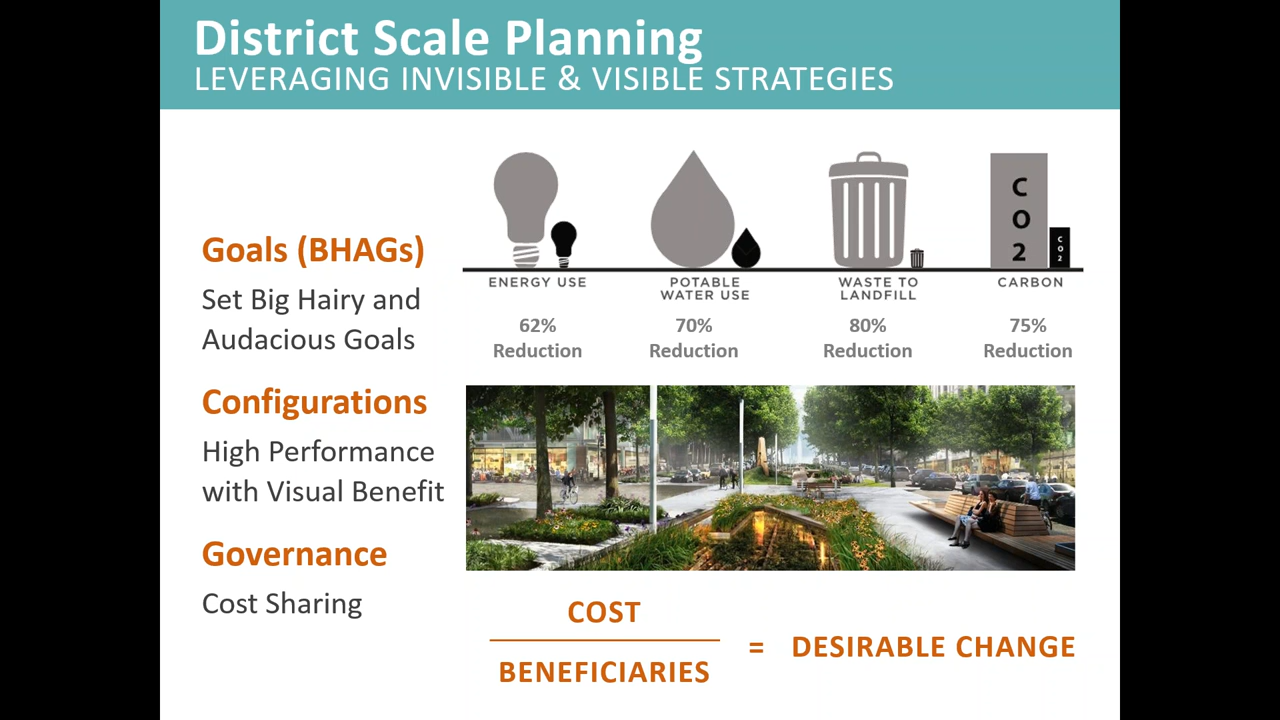 District Scale Planning
LEVERAGING INVISIBLE & VISIBLE STRATEGIES
Goals (BHAGs)
Set Big Hairy and
Audacious Goals
Configurations
High Performance
with Visual Benefit
Governance
Cost Sharing
C
O
2
C
O
2
ENERGY USE
POTABLE
WATER USE
WASTE TO
LANDFILL
CARBON
62%
Reduction
70%
Reduction
80%
Reduction
75%
Reduction
COST
BENEFICIARIES
= DESIRABLE CHANGE